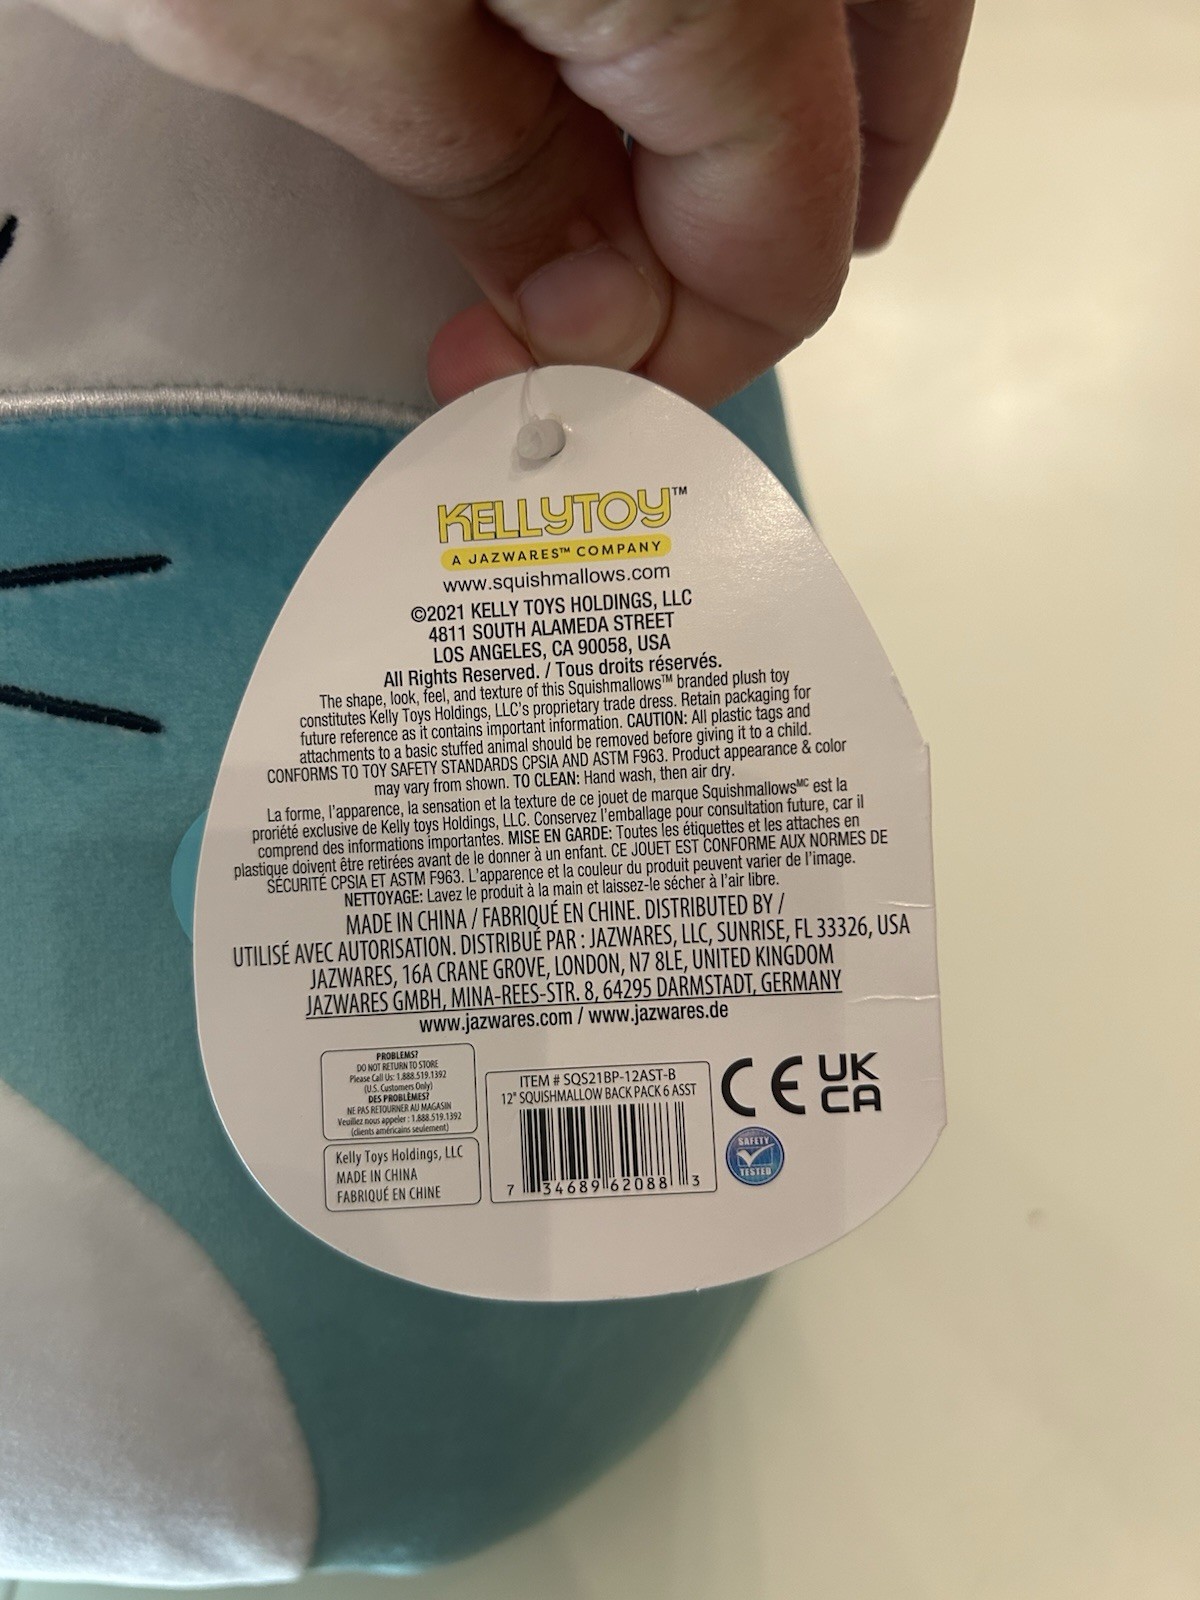 KELLYTOY™
A JAZWARES™ COMPANY
www.squishmallows.com
©2021 KELLY TOYS HOLDINGS, LLC
4811 SOUTH ALAMEDA STREET
LOS ANGELES, CA 90058, USA
All Rights Reserved. / Tous droits réservés.
The shape, look, feel, and texture of this Squishmallows™ branded plush toy
constitutes Kelly Toys Holdings, LLC's proprietary trade dress. Retain packaging for
future reference as it contains important information. CAUTION: All plastic tags and
attachments to a basic stuffed animal should be removed before giving it to a child.
CONFORMS TO TOY SAFETY STANDARDS CPSIA AND ASTM F963. Product appearance & color
may vary from shown. TO CLEAN: Hand wash, then air dry.
La forme, l'apparence, la sensation et la texture de ce jouet de marque Squishmallowsᴹᶜ est la
proriété exclusive de Kelly toys Holdings, LLC. Conservez l'emballage pour consultation future, car il
comprend des informations importantes. MISE EN GARDE: Toutes les étiquettes et les attaches en
plastique doivent être retirées avant de le donner à un enfant. CE JOUET EST CONFORME AUX NORMES DE
SÉCURITÉ CPSIA ET ASTM F963. L'apparence et la couleur du produit peuvent varier de l'image.
NETTOYAGE: Lavez le produit à la main et laissez-le sécher à l'air libre.
MADE IN CHINA / FABRIQUÉ EN CHINE. DISTRIBUTED BY /
UTILISÉ AVEC AUTORISATION. DISTRIBUÉ PAR : JAZWARES, LLC, SUNRISE, FL 33326, USA
JAZWARES, 16A CRANE GROVE, LONDON, N7 8LE, UNITED KINGDOM
JAZWARES GMBH, MINA-REES-STR. 8, 64295 DARMSTADT, GERMANY
www.jazwares.com / www.jazwares.de
PROBLEMS?
DO NOT RETURN TO STORE
Please Call Us: 1.888.519.1392
(U.S. Customers Only)
DES PROBLÈMES?
NE PAS RETOURNER AU MAGASIN
Veuillez nous appeler : 1.888.519.1392
(clients américains seulement)
Kelly Toys Holdings, LLC
MADE IN CHINA
FABRIQUÉ EN CHINE
ITEM # SQS21BP-12AST-B
12" SQUISHMALLOW BACK PACK 6 ASST
7 34689 62088 3
CE
UK
CA
SAFETY
TESTED